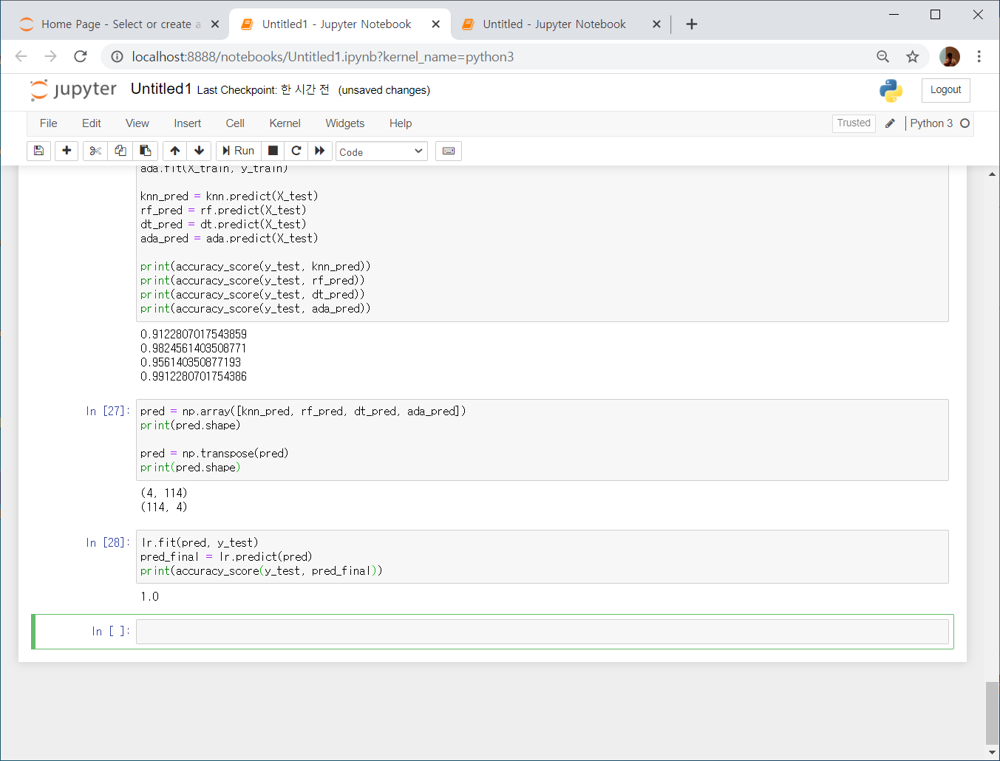 Home Page - Select or create a
Untitled1 - Jupyter Notebook
Untitled - Jupyter Notebook
localhost:8888/notebooks/Untitled1.ipynb?kernel_name=python3
jupyter Untitled1 Last Checkpoint: 한 시간 전 (unsaved changes)
Logout
File Edit View Insert Cell Kernel Widgets Help
Trusted
Python 3
Run
Code
ada.fit(X_train, y_train)
knn_pred = knn.predict(X_test)
rf_pred = rf.predict(X_test)
dt_pred = dt.predict(X_test)
ada_pred = ada.predict(X_test)
print(accuracy_score(y_test, knn_pred))
print(accuracy_score(y_test, rf_pred))
print(accuracy_score(y_test, dt_pred))
print(accuracy_score(y_test, ada_pred))
0.9122807017543859
0.9824561403508771
0.956140350877193
0.9912280701754386
In [27]: pred = np.array([knn_pred, rf_pred, dt_pred, ada_pred])
print(pred.shape)
pred = np.transpose(pred)
print(pred.shape)
(4, 114)
(114, 4)
In [28]: lr.fit(pred, y_test)
pred_final = lr.predict(pred)
print(accuracy_score(y_test, pred_final))
1.0
In [ ]: